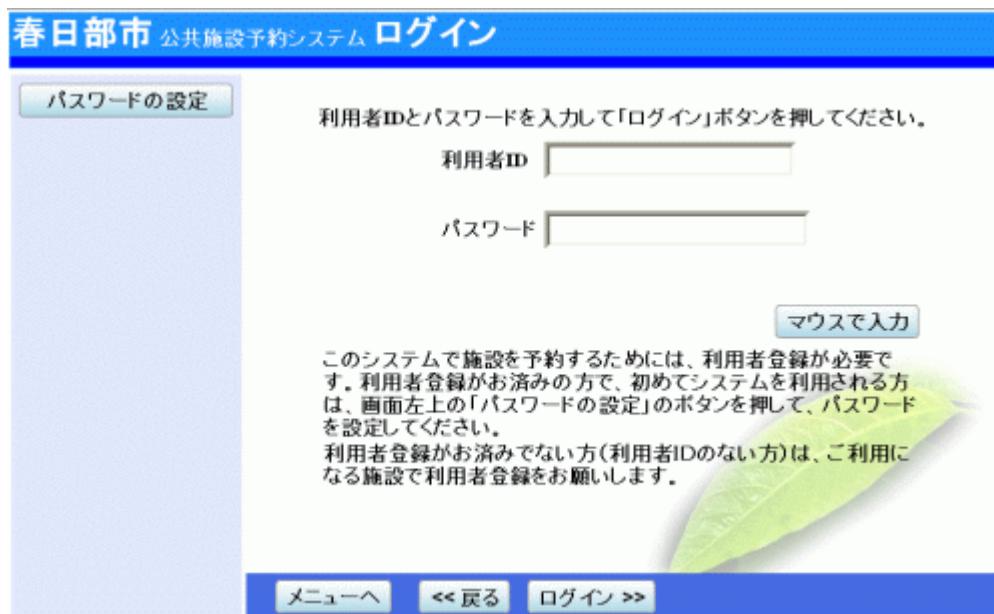 春日部市 公共施設予約システム ログイン
パスワードの設定
利用者IDとパスワードを入力して「ログイン」ボタンを押してください。
利用者ID
パスワード
マウスで入力
このシステムで施設を予約するためには、利用者登録が必要で
す。利用者登録がお済みの方で、初めてシステムを利用される方
は、画面左上の「パスワードの設定」のボタンを押して、パスワード
を設定してください。
利用者登録がお済みでない方(利用者IDのない方)は、ご利用に
なる施設で利用者登録をお願いします。
メニューへ << 戻る ログイン >>